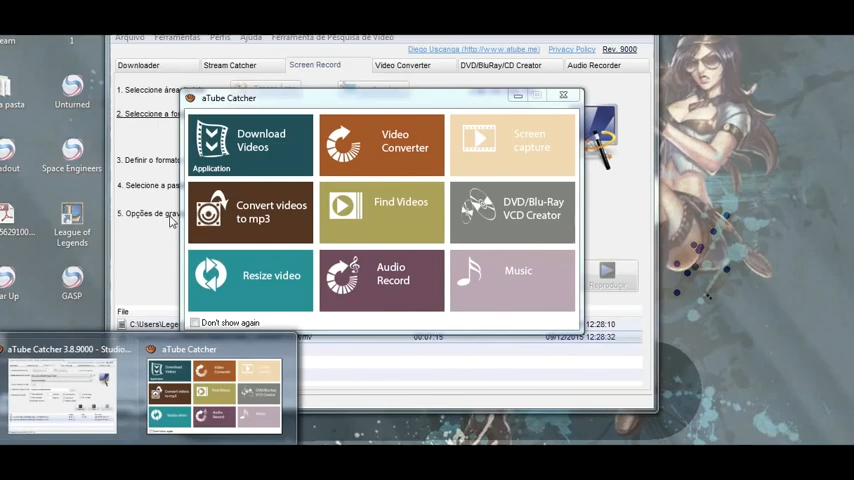 Arquivo Ferramentas Perfis Ajuda Ferramenta de Pesquisa de Vídeo
Diego Uscanga (http://www.atube.me) Privacy Policy Rev. 9000
Downloader Stream Catcher Screen Record Video Converter DVD/BluRay/CD Creator Audio Recorder
1. Seleccione área
2. Seleccione a fo
3. Definir o formato
4. Selecione a pas
5. Opções de grav
aTube Catcher
Download Videos
Application
Video Converter
Screen capture
Convert videos to mp3
Find Videos
DVD/Blu-Ray VCD Creator
Resize video
Audio Record
Music
Don't show again
Reproduçir
File
C:\Users\Lege
12:28:10
.wmv 00:07:15 09/12/2015 12:28:32
eam
1
a pasta
Unturned
adout
Space Engineers
5629100...
League of Legends
ar Up
GASP
aTube Catcher 3.8.9000 - Studio...
aTube Catcher